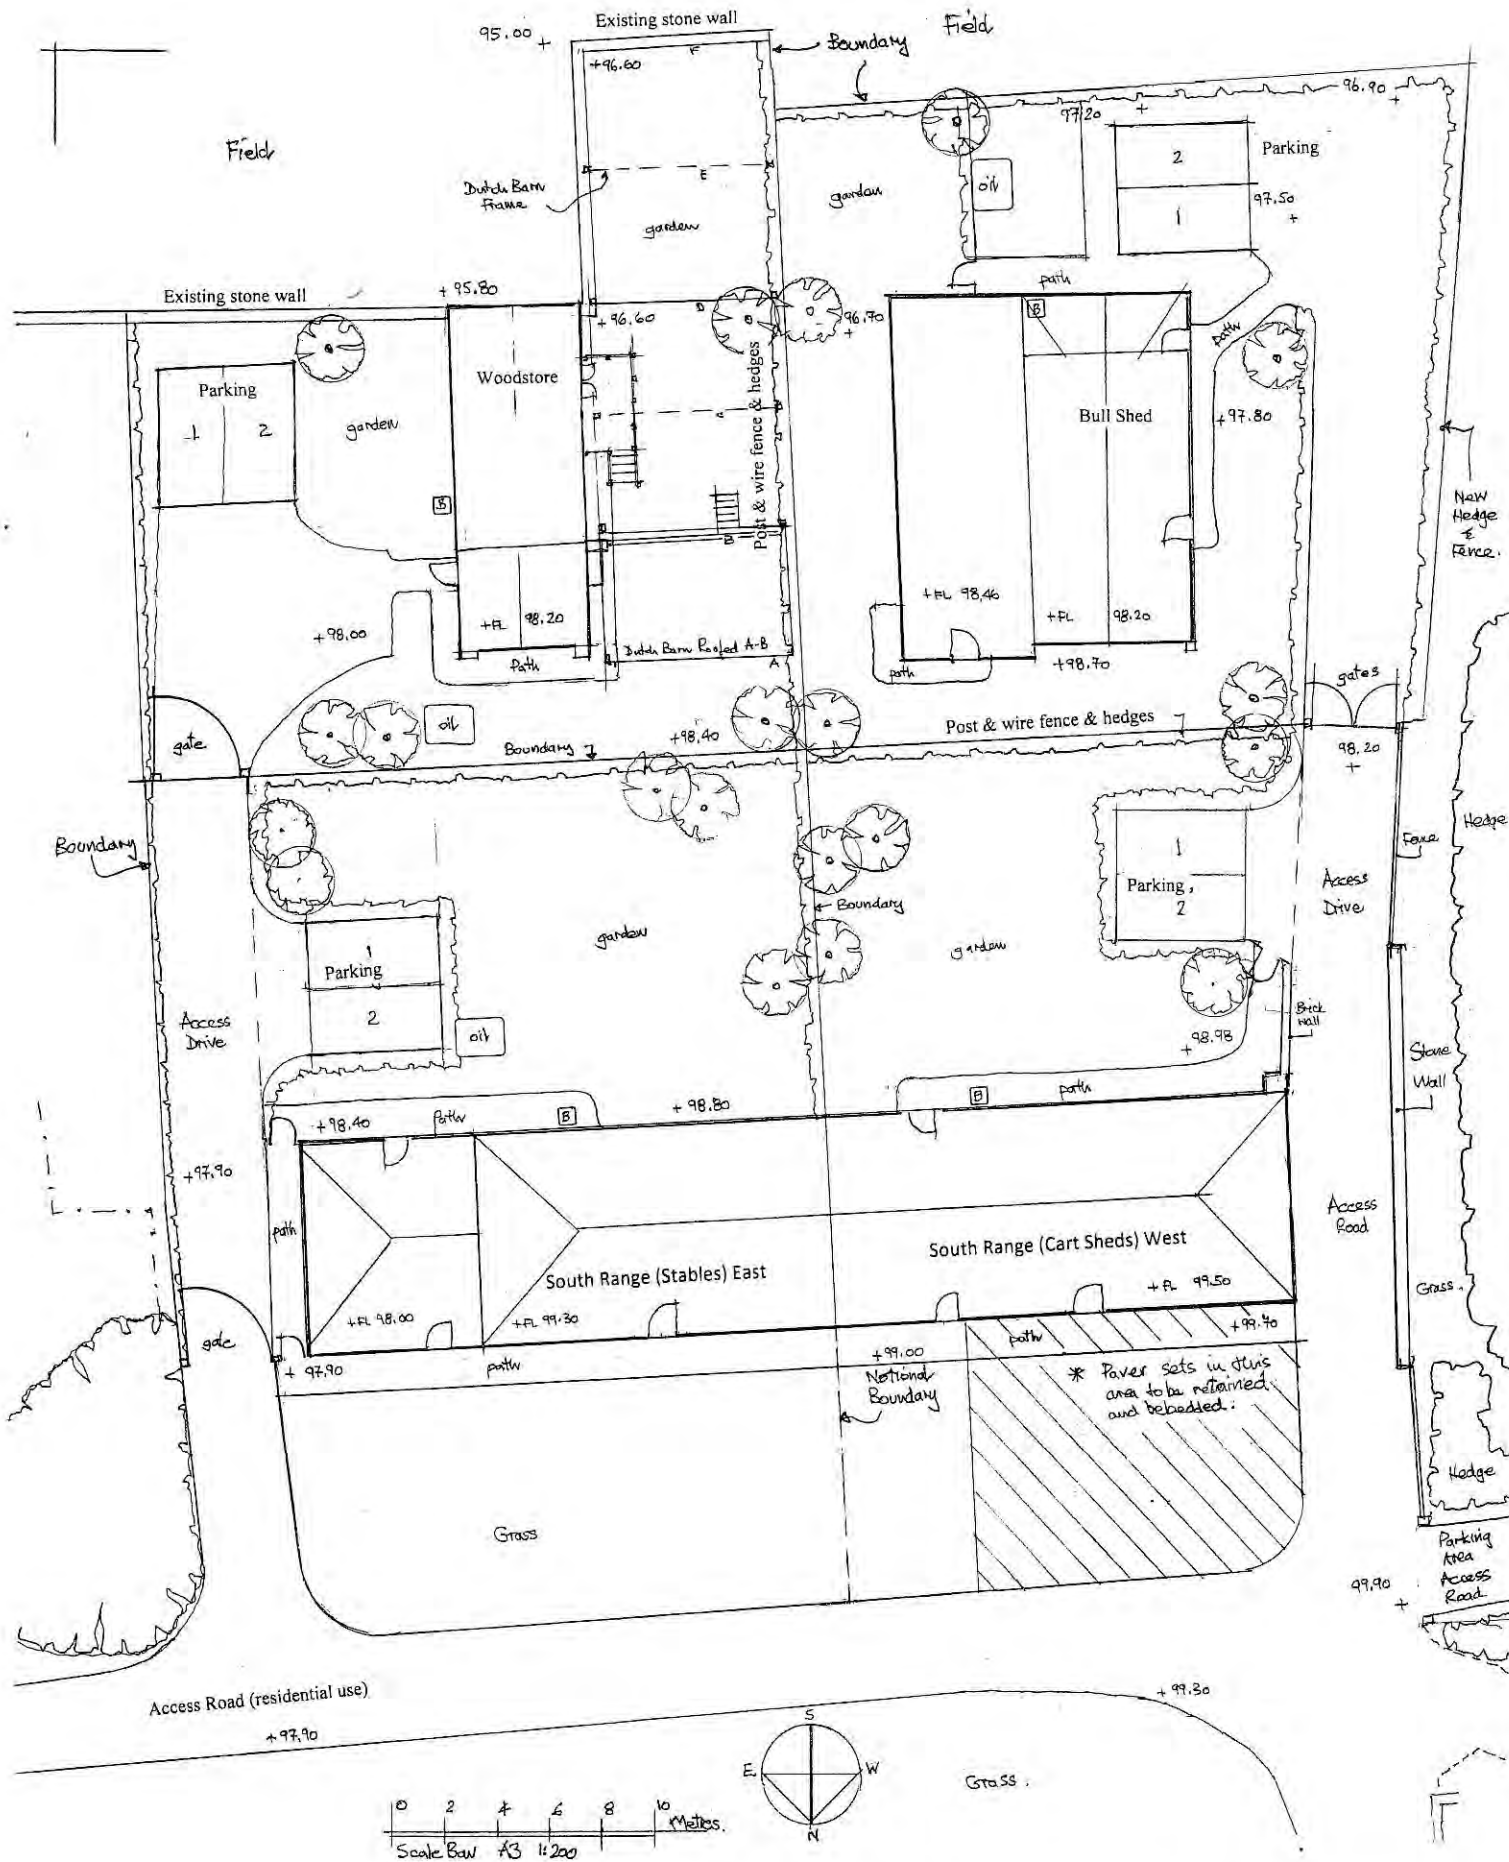 Existing stone wall
95.00 +
Boundary
Field
+96.60
F
96.90
+
97.20
+
Field
2
Parking
Dutch Barn
Frame
E
garden
oil
garden
1
97.50
+
path
Existing stone wall
+ 95.80
+96.60
D
96.70
+
B
path
Woodstore
Parking
1
2
garden
C
Post & wire fence & hedges
Bull Shed
+97.80
B
New
Hedge
&
Fence.
B
+FL 98.46
+FL 98.20
+98.00
+FL 98.20
Dutch Barn Roofed A-B
A
path
path
+98.70
gates
oil
gate
Boundary
+98.40
Post & wire fence & hedges
98.20
+
Boundary
Hedge
Fence
1
Parking,
2
Access
Drive
Boundary
garden
garden
1
Parking
2
Access
Drive
oil
Brick
Wall
+98.98
Stone
Wall
B
path
+98.40
path
B
+ 98.80
+97.90
path
Access
Road
South Range (Cart Sheds) West
South Range (Stables) East
+FL 99.50
Grass.
+FL 98.00
+FL 99.30
gate
+99.70
path
+ 97.90
path
+99.00
Notional
Boundary
* Paver sets in this
area to be retained
and bebedded.
Hedge
Grass
Parking
Area
Access
Road
99.90
+
Access Road (residential use)
+ 99.30
+97.90
S
E
W
N
Grass.
0 2 4 6 8 10
Metres.
Scale Bar A3 1:200